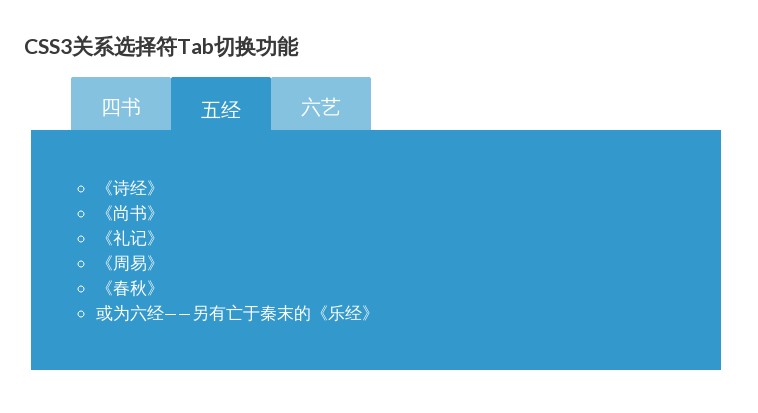 CSS3关系选择符Tab切换功能
四书 五经 六艺
《诗经》
《尚书》
《礼记》
《周易》
《春秋》
或为六经——另有亡于秦末的《乐经》